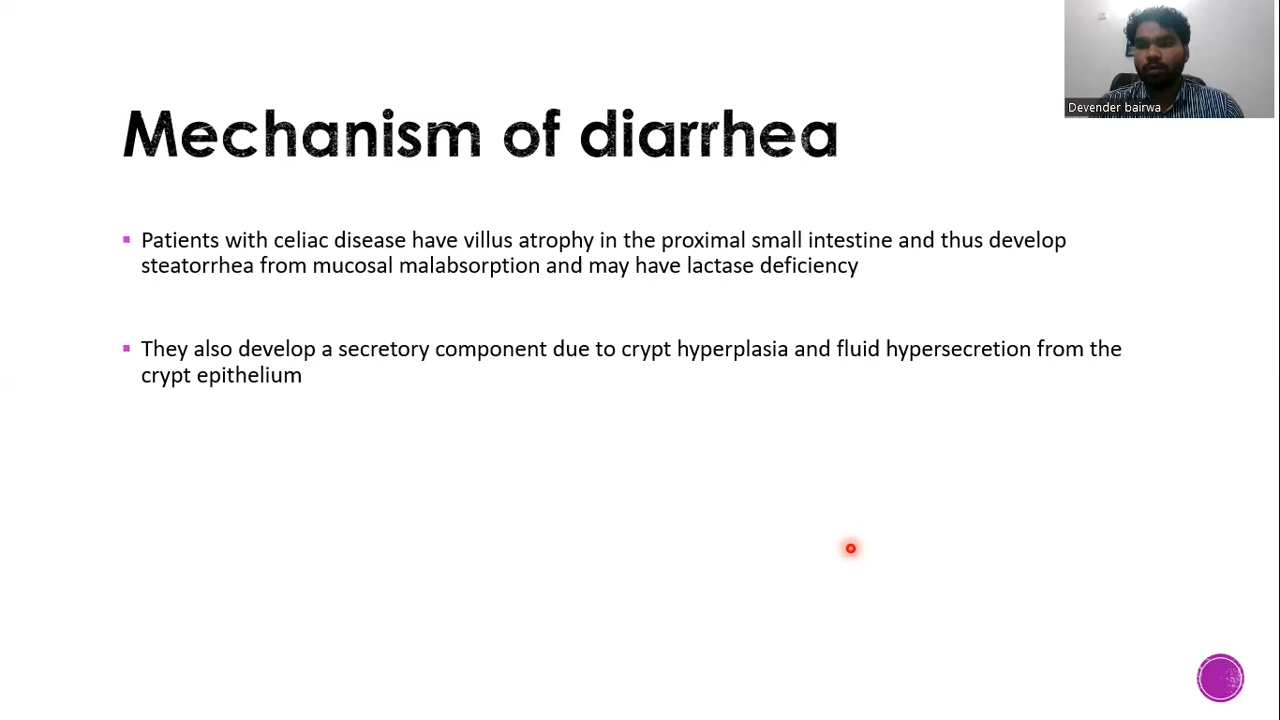 Devender bairwa
Mechanism of diarrhea
Patients with celiac disease have villus atrophy in the proximal small intestine and thus develop
steatorrhea from mucosal malabsorption and may have lactase deficiency
They also develop a secretory component due to crypt hyperplasia and fluid hypersecretion from the
crypt epithelium